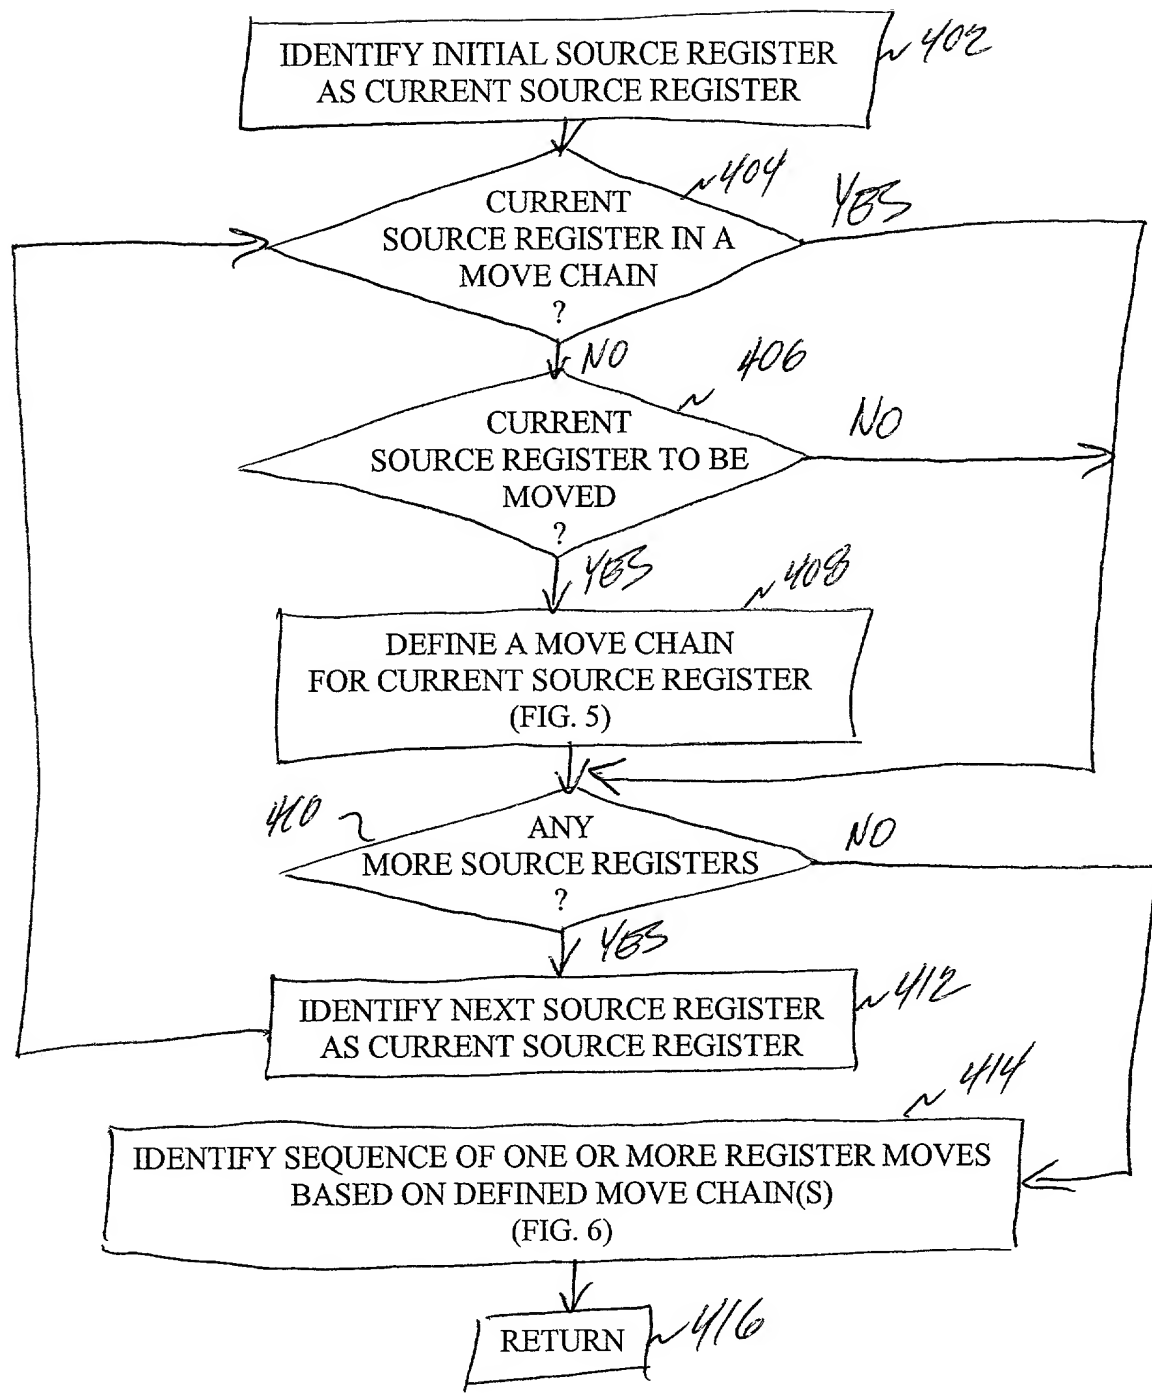 IDENTIFY INITIAL SOURCE REGISTER
AS CURRENT SOURCE REGISTER
402
404
CURRENT
SOURCE REGISTER IN A
MOVE CHAIN
?
YES
NO
406
CURRENT
SOURCE REGISTER TO BE
MOVED
?
NO
YES
408
DEFINE A MOVE CHAIN
FOR CURRENT SOURCE REGISTER
(FIG. 5)
410
ANY
MORE SOURCE REGISTERS
?
NO
YES
IDENTIFY NEXT SOURCE REGISTER
AS CURRENT SOURCE REGISTER
412
414
IDENTIFY SEQUENCE OF ONE OR MORE REGISTER MOVES
BASED ON DEFINED MOVE CHAIN(S)
(FIG. 6)
RETURN
416